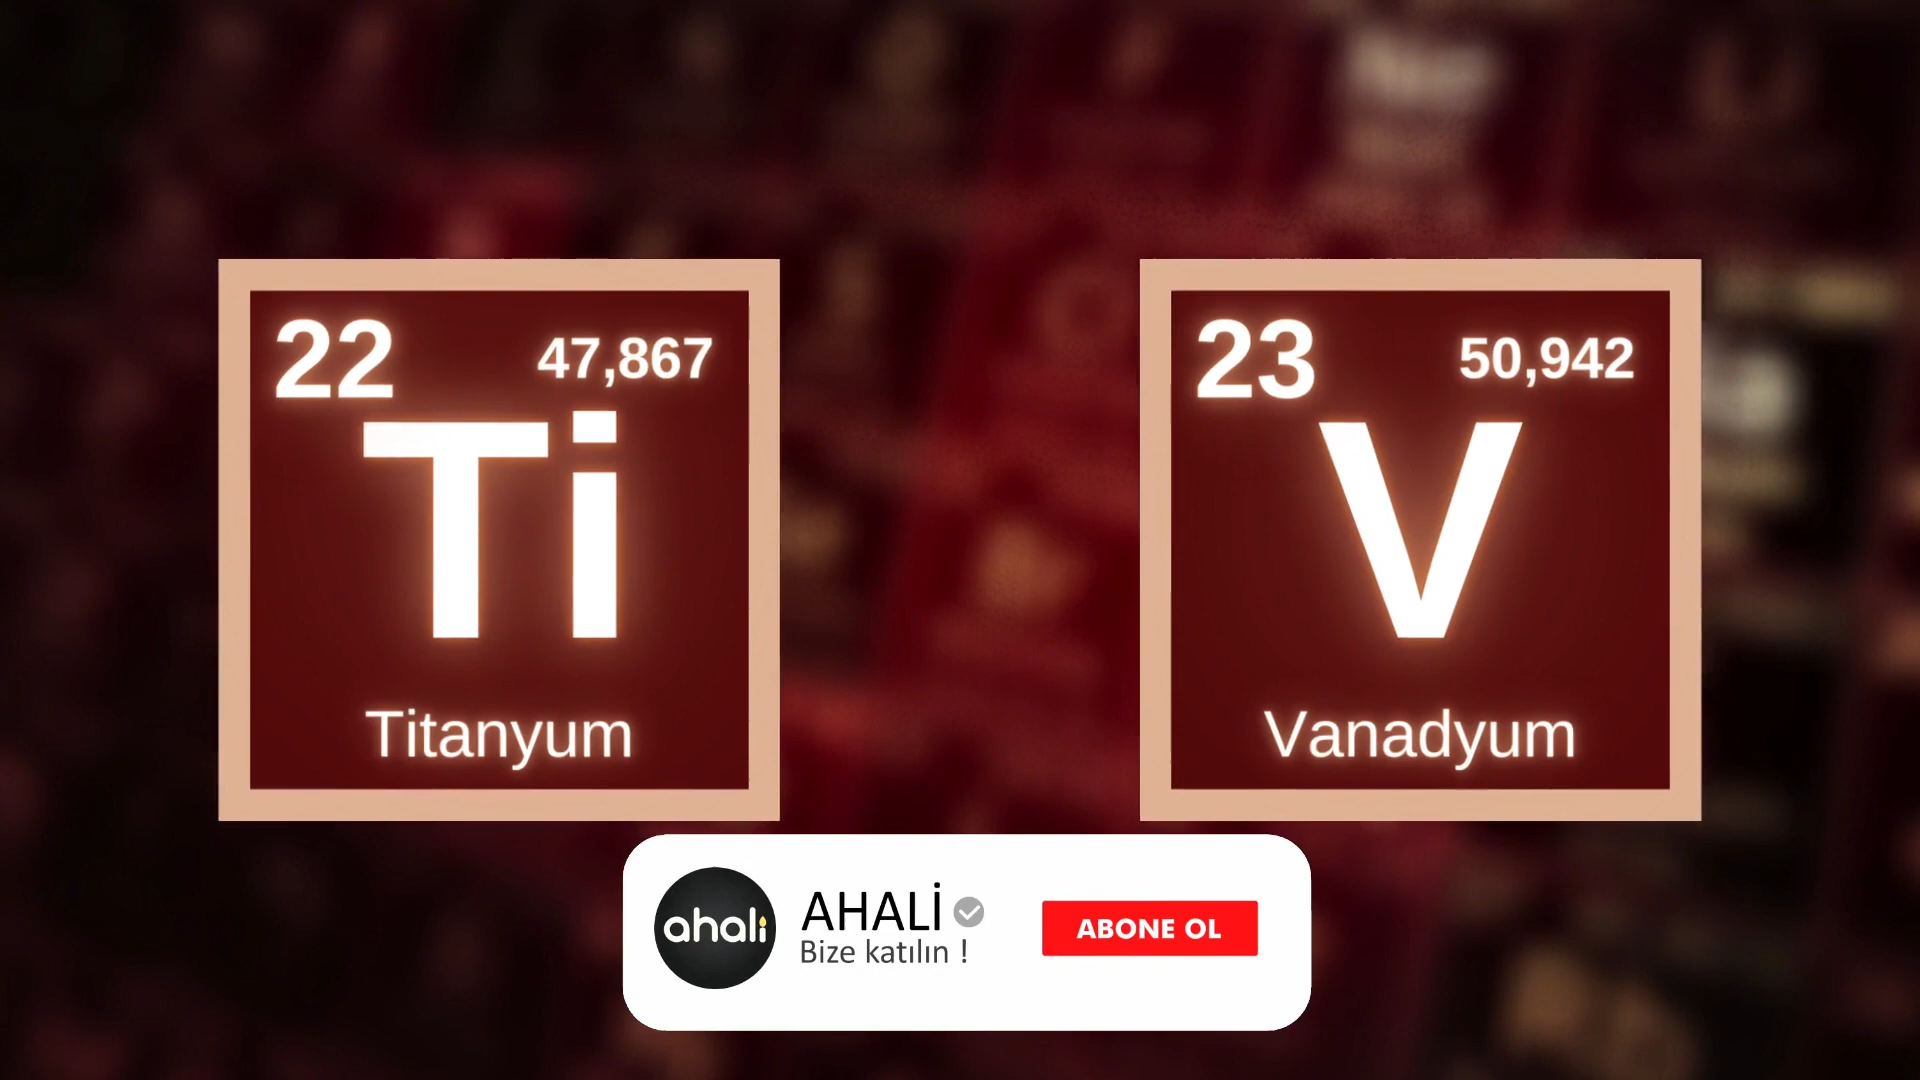 22
47,867
Ti
Titanyum
23
50,942
V
Vanadyum
ahali
AHALİ
Bize katılın !
ABONE OL